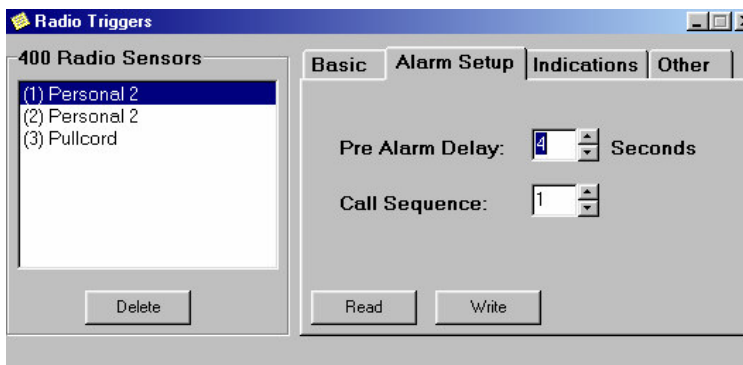 Radio Triggers
400 Radio Sensors
(1) Personal 2
(2) Personal 2
(3) Pullcord
Delete
Basic Alarm Setup Indications Other
Pre Alarm Delay: 4 Seconds
Call Sequence: 1
Read Write